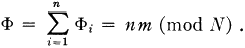 Φ = ∑_{i=1}^{n} Φ_i = nm (mod N) .